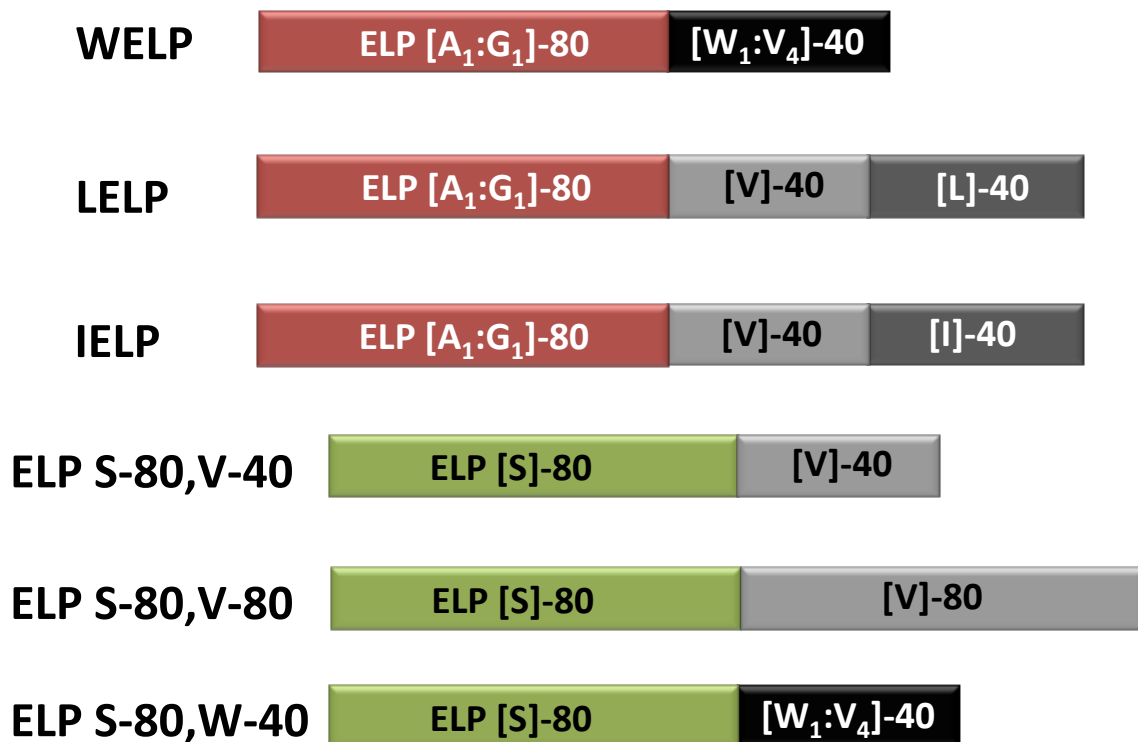 WELP ELP [A₁:G₁]-80 [W₁:V₄]-40
LELP ELP [A₁:G₁]-80 [V]-40 [L]-40
IELP ELP [A₁:G₁]-80 [V]-40 [I]-40
ELP S-80,V-40 ELP [S]-80 [V]-40
ELP S-80,V-80 ELP [S]-80 [V]-80
ELP S-80,W-40 ELP [S]-80 [W₁:V₄]-40